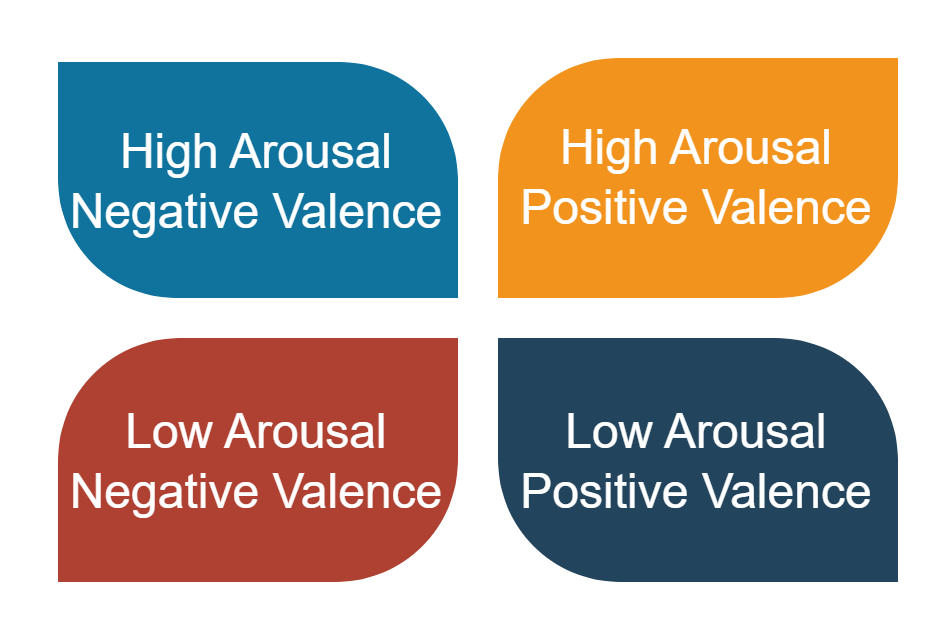 High Arousal
Negative Valence
High Arousal
Positive Valence
Low Arousal
Negative Valence
Low Arousal
Positive Valence